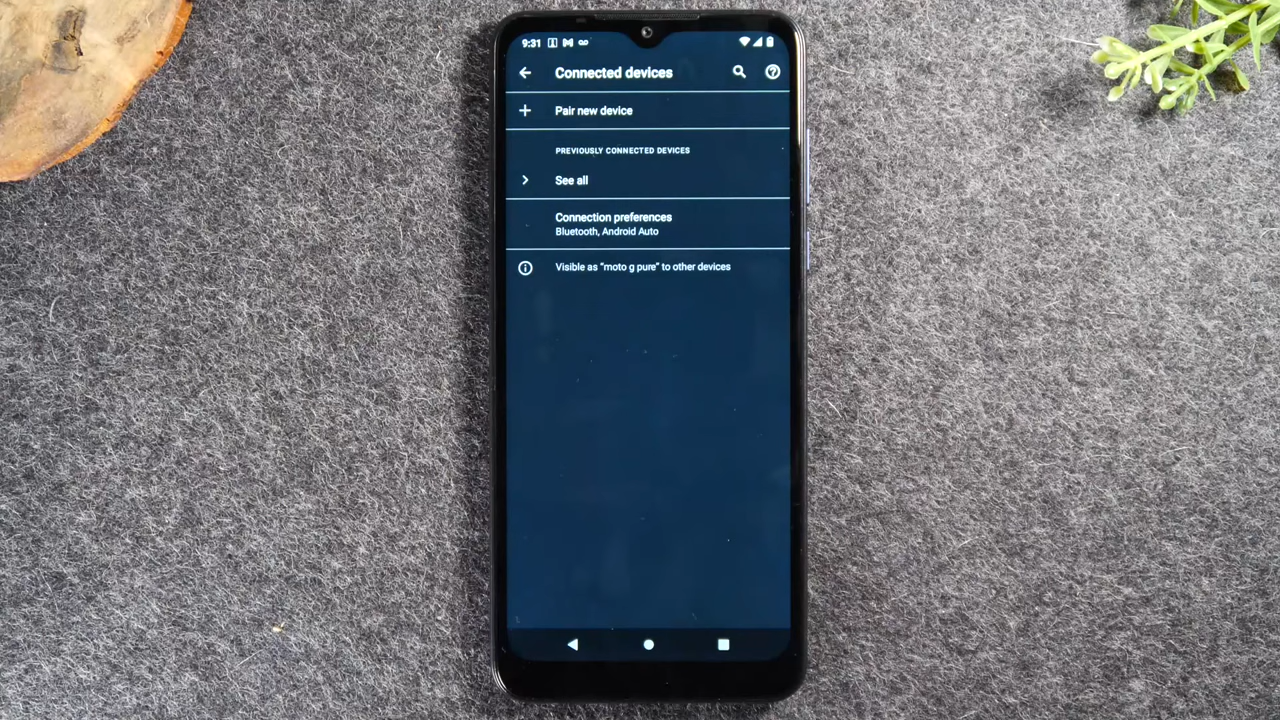 9:31
Connected devices
Pair new device
PREVIOUSLY CONNECTED DEVICES
See all
Connection preferences
Bluetooth, Android Auto
Visible as "moto g pure" to other devices